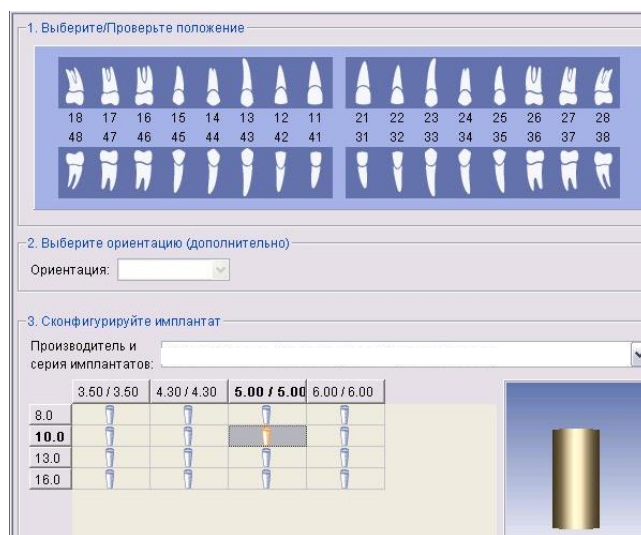 1. Выберите/Проверьте положение
18 17 16 15 14 13 12 11 21 22 23 24 25 26 27 28
48 47 46 45 44 43 42 41 31 32 33 34 35 36 37 38
2. Выберите ориентацию (дополнительно)
Ориентация:
3. Сконфигурируйте имплантат
Производитель и
серия имплантатов:
3.50 / 3.50 4.30 / 4.30 5.00 / 5.00 6.00 / 6.00
8.0
10.0
13.0
16.0